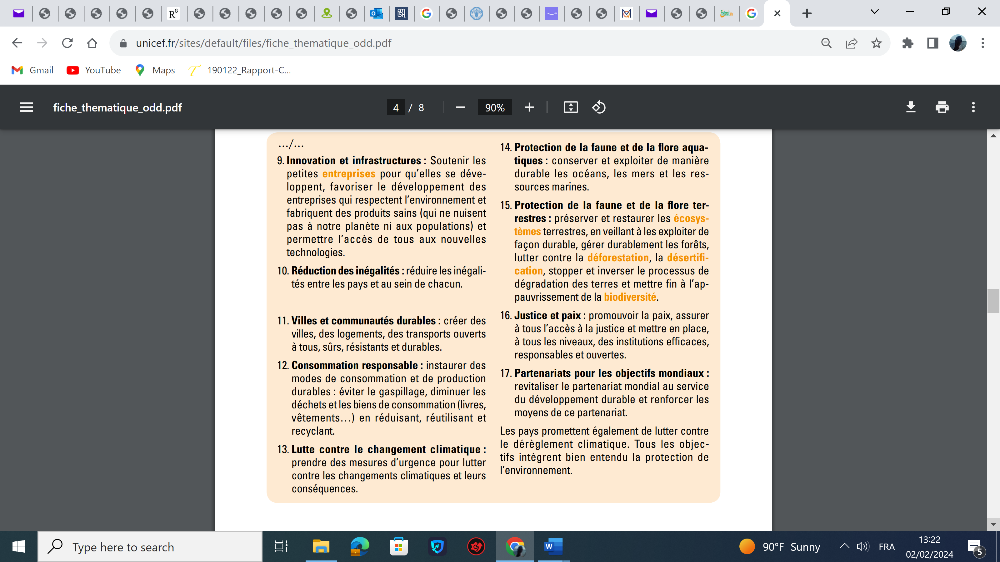 unicef.fr/sites/default/files/fiche_thematique_odd.pdf
Gmail
YouTube
Maps
190122_Rapport-C...
fiche_thematique_odd.pdf
4 / 8
90%
.../...
9. Innovation et infrastructures : Soutenir les
petites entreprises pour qu'elles se déve-
loppent, favoriser le développement des
entreprises qui respectent l'environnement et
fabriquent des produits sains (qui ne nuisent
pas à notre planète ni aux populations) et
permettre l'accès de tous aux nouvelles
technologies.
10. Réduction des inégalités : réduire les inégali-
tés entre les pays et au sein de chacun.
11. Villes et communautés durables : créer des
villes, des logements, des transports ouverts
à tous, sûrs, résistants et durables.
12. Consommation responsable : instaurer des
modes de consommation et de production
durables : éviter le gaspillage, diminuer les
déchets et les biens de consommation (livres,
vêtements...) en réduisant, réutilisant et
recyclant.
13. Lutte contre le changement climatique :
prendre des mesures d'urgence pour lutter
contre les changements climatiques et leurs
conséquences.
14. Protection de la faune et de la flore aqua-
tiques : conserver et exploiter de manière
durable les océans, les mers et les res-
sources marines.
15. Protection de la faune et de la flore ter-
restres : préserver et restaurer les écosys-
tèmes terrestres, en veillant à les exploiter de
façon durable, gérer durablement les forêts,
lutter contre la déforestation, la désertifi-
cation, stopper et inverser le processus de
dégradation des terres et mettre fin à l'ap-
pauvrissement de la biodiversité.
16. Justice et paix : promouvoir la paix, assurer
à tous l'accès à la justice et mettre en place,
à tous les niveaux, des institutions efficaces,
responsables et ouvertes.
17. Partenariats pour les objectifs mondiaux :
revitaliser le partenariat mondial au service
du développement durable et renforcer les
moyens de ce partenariat.
Les pays promettent également de lutter contre
le dérèglement climatique. Tous les objec-
tifs intègrent bien entendu la protection de
l'environnement.
Type here to search
90°F Sunny
FRA
13:22
02/02/2024
5